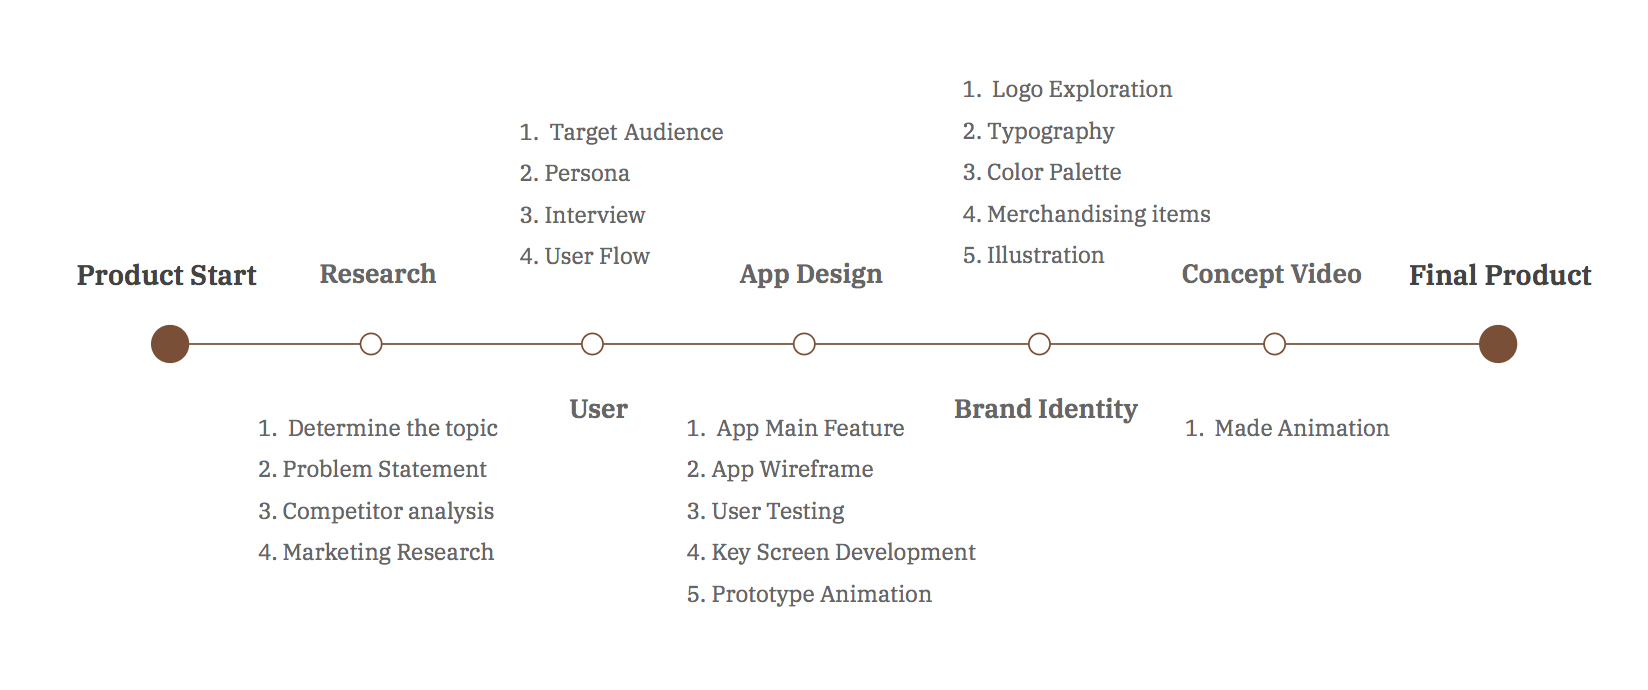 Product Start
Research
1. Determine the topic
2. Problem Statement
3. Competitor analysis
4. Marketing Research
User
1. Target Audience
2. Persona
3. Interview
4. User Flow
App Design
1. App Main Feature
2. App Wireframe
3. User Testing
4. Key Screen Development
5. Prototype Animation
Brand Identity
1. Logo Exploration
2. Typography
3. Color Palette
4. Merchandising items
5. Illustration
Concept Video
1. Made Animation
Final Product